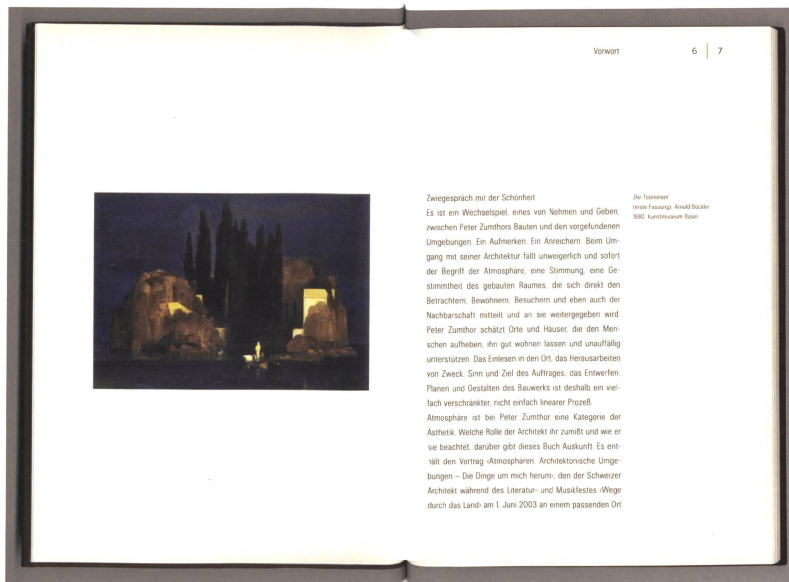 Vorwort 6 7
Zwiegespräch mit der Schönheit
Es ist ein Wechselspiel, eines von Nehmen und Geben,
zwischen Peter Zumthors Bauten und den vorgefundenen
Umgebungen. Ein Aufmerken. Ein Anreichern. Beim Um-
gang mit seiner Architektur fällt unweigerlich und sofort
der Begriff der Atmosphäre, eine Stimmung, eine Ge-
stimmtheit des gebauten Raumes, die sich direkt den
Betrachtern, Bewohnern, Besuchern und eben auch der
Nachbarschaft mitteilt und an sie weitergegeben wird.
Peter Zumthor schätzt Orte und Häuser, die den Men-
schen aufheben, ihn gut wohnen lassen und unauffällig
unterstützen. Das Einlesen in den Ort, das Herausarbeiten
von Zweck, Sinn und Ziel des Auftrages, das Entwerfen,
Planen und Gestalten des Bauwerks ist deshalb ein viel-
fach verschränkter, nicht einfach linearer Prozeß.
Atmosphäre ist bei Peter Zumthor eine Kategorie der
Ästhetik. Welche Rolle der Architekt ihr zumißt und wie er
sie beachtet, darüber gibt dieses Buch Auskunft. Es ent-
hält den Vortrag ‹Atmosphären. Architektonische Umge-
bungen – Die Dinge um mich herum›, den der Schweizer
Architekt während des Literatur- und Musikfestes ‹Wege
durch das Land› am 1. Juni 2003 an einem passenden Ort
Die Toteninsel
(erste Fassung), Arnold Böcklin
1880, Kunstmuseum Basel